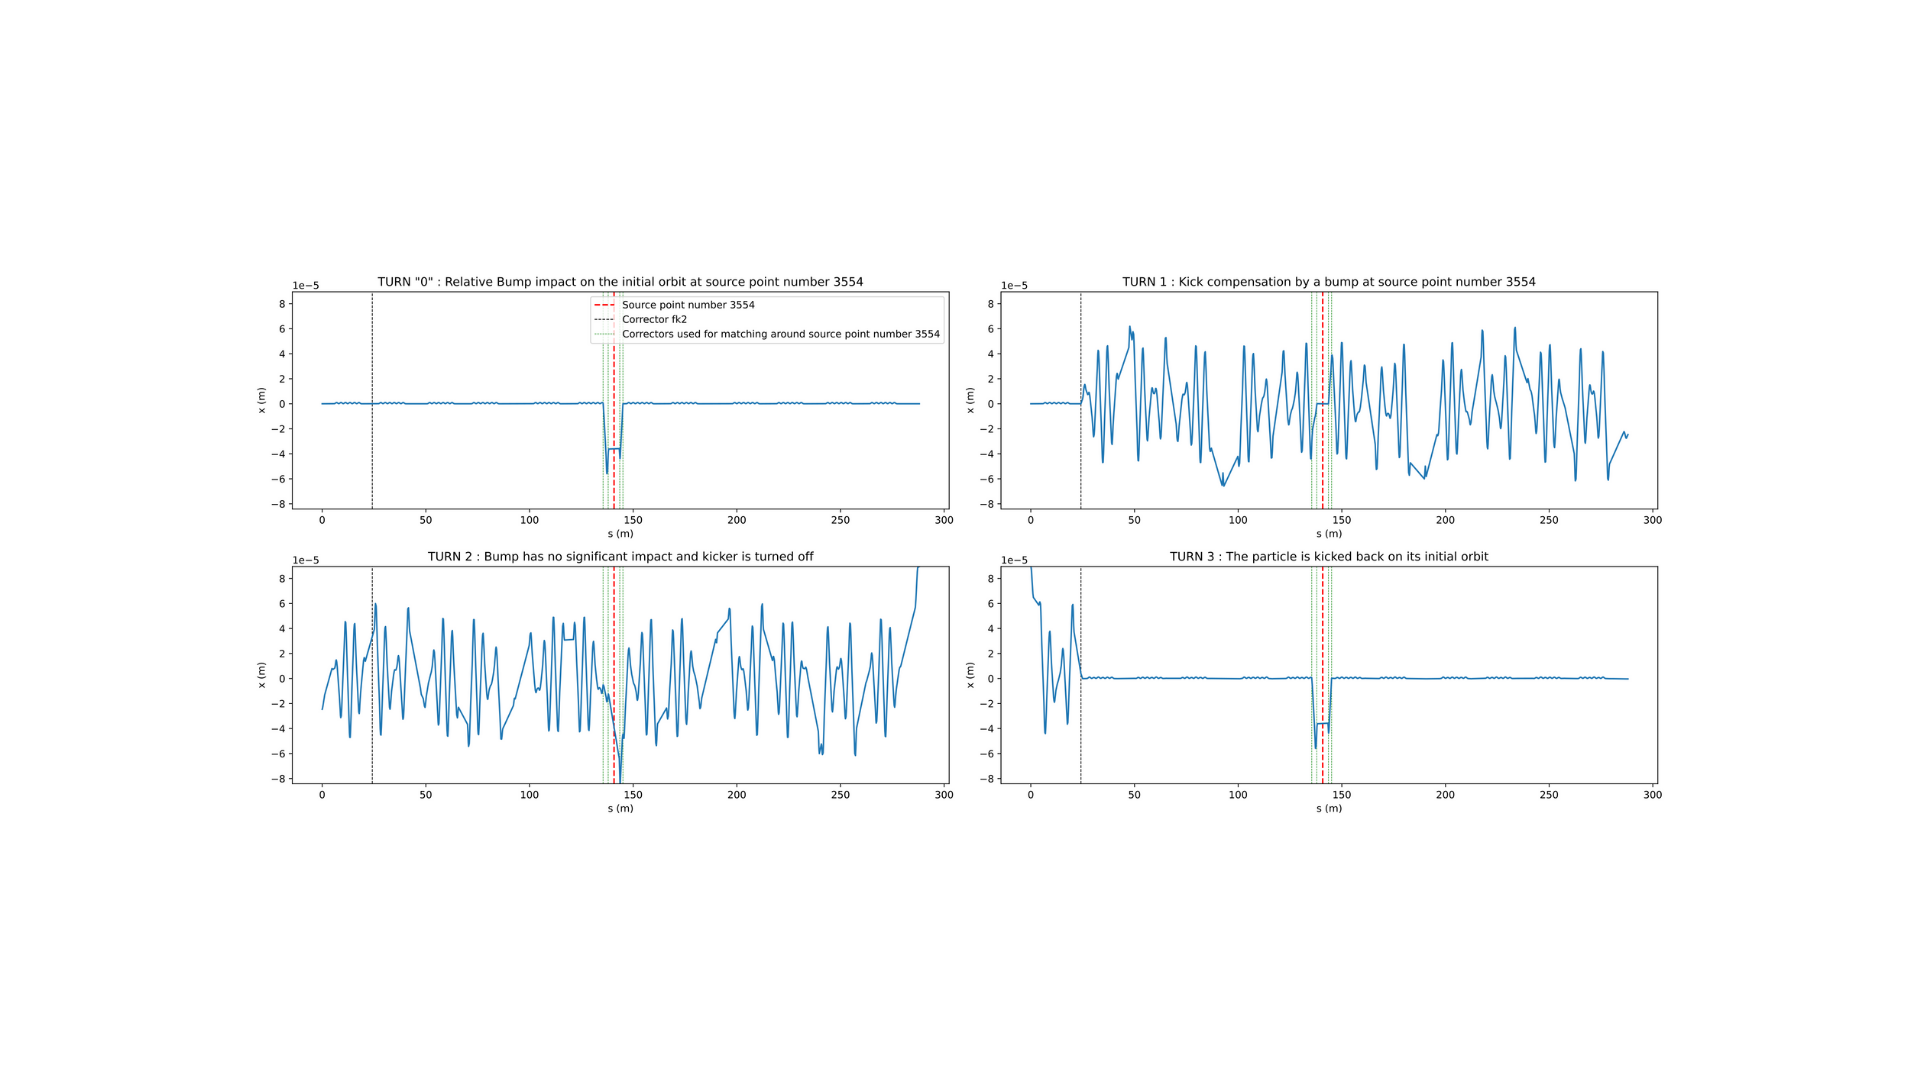 TURN "0" : Relative Bump impact on the initial orbit at source point number 3554
1e−5
8
6
4
2
0
−2
−4
−6
−8
x (m)
0 50 100 150 200 250 300
s (m)
Source point number 3554
Corrector fk2
Correctors used for matching around source point number 3554
TURN 1 : Kick compensation by a bump at source point number 3554
1e−5
8
6
4
2
0
−2
−4
−6
−8
x (m)
0 50 100 150 200 250 300
s (m)
TURN 2 : Bump has no significant impact and kicker is turned off
1e−5
8
6
4
2
0
−2
−4
−6
−8
x (m)
0 50 100 150 200 250 300
s (m)
TURN 3 : The particle is kicked back on its initial orbit
1e−5
8
6
4
2
0
−2
−4
−6
−8
x (m)
0 50 100 150 200 250 300
s (m)